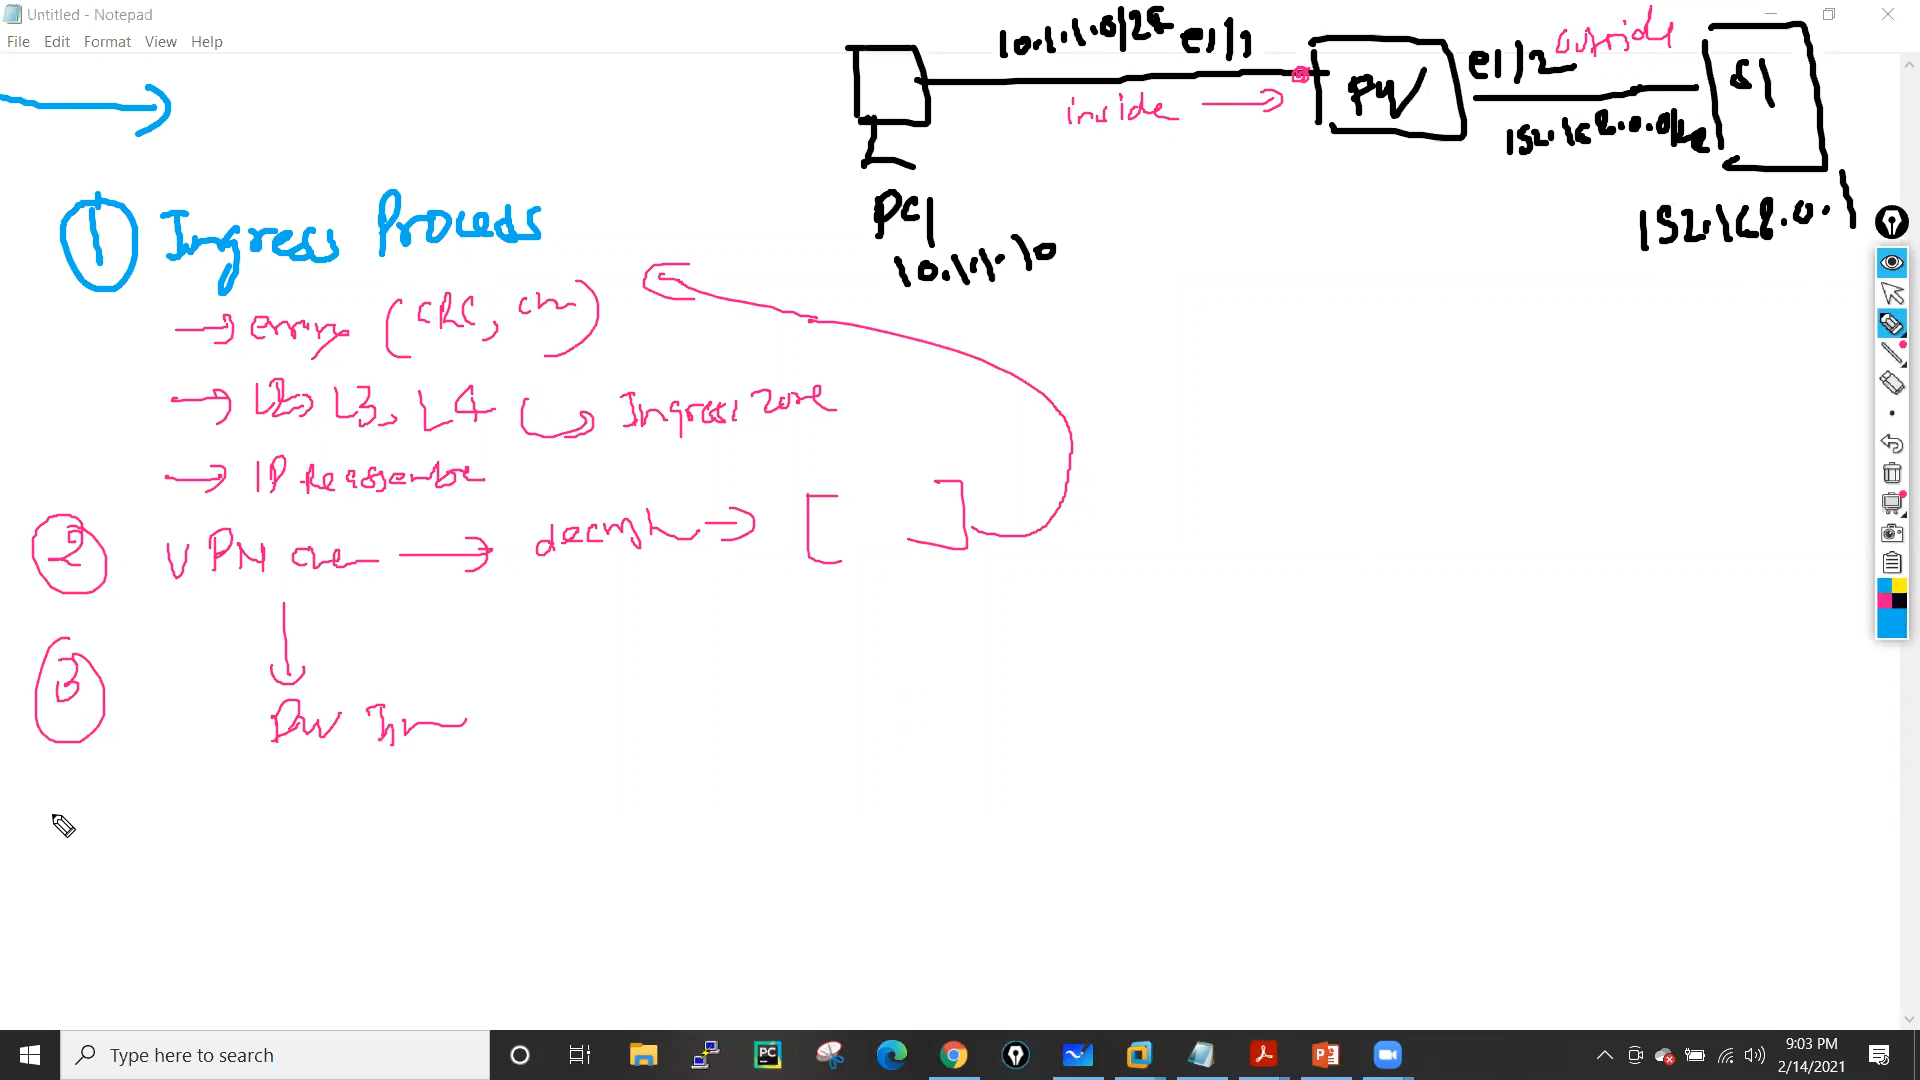 Untitled - Notepad
File Edit Format View Help
10.1.1.0/24 e1/1
e1/2 outside
FW
S1
inside
192.168.0.0/24
PC1
10.1.1.10
192.168.0.1
1 Ingress Process
→ errors (CRC, ch
→ L2, L3, L4 Ingress Zone
→ IP Reassemble
2 VPN → decrypt →
3
FW
Type here to search
PC
9:03 PM
2/14/2021